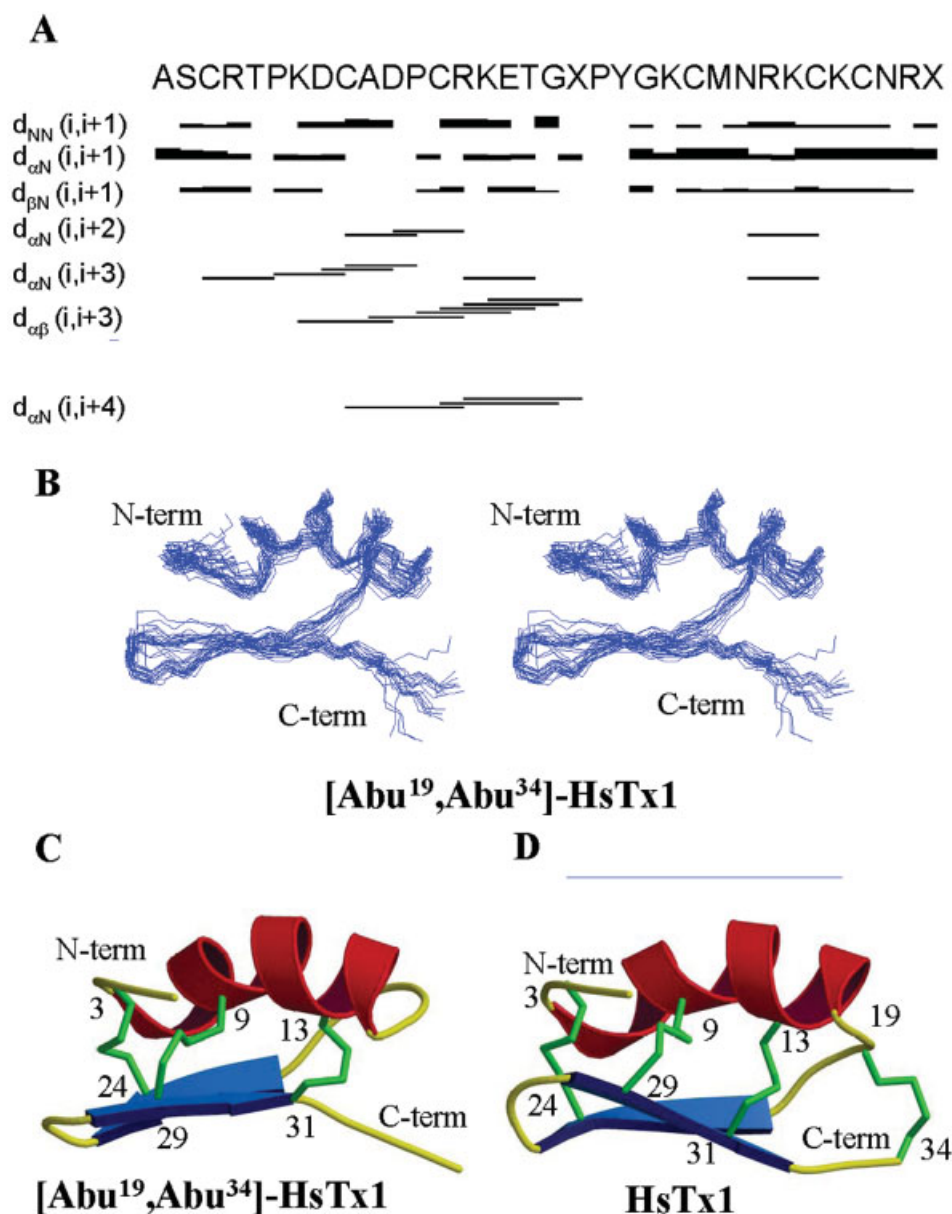 A
ASCRTPKDCADPCRKETGXPYGKCMNRKCKCNRX
dNN (i,i+1)
dαN (i,i+1)
dβN (i,i+1)
dαN (i,i+2)
dαN (i,i+3)
dαβ (i,i+3)
dαN (i,i+4)
B
N-term
N-term
C-term
C-term
[Abu19,Abu34]-HsTx1
C
D
N-term
3
9
13
24
29
31
C-term
[Abu19,Abu34]-HsTx1
N-term
3
9
13
19
24
29
31
C-term
34
HsTx1